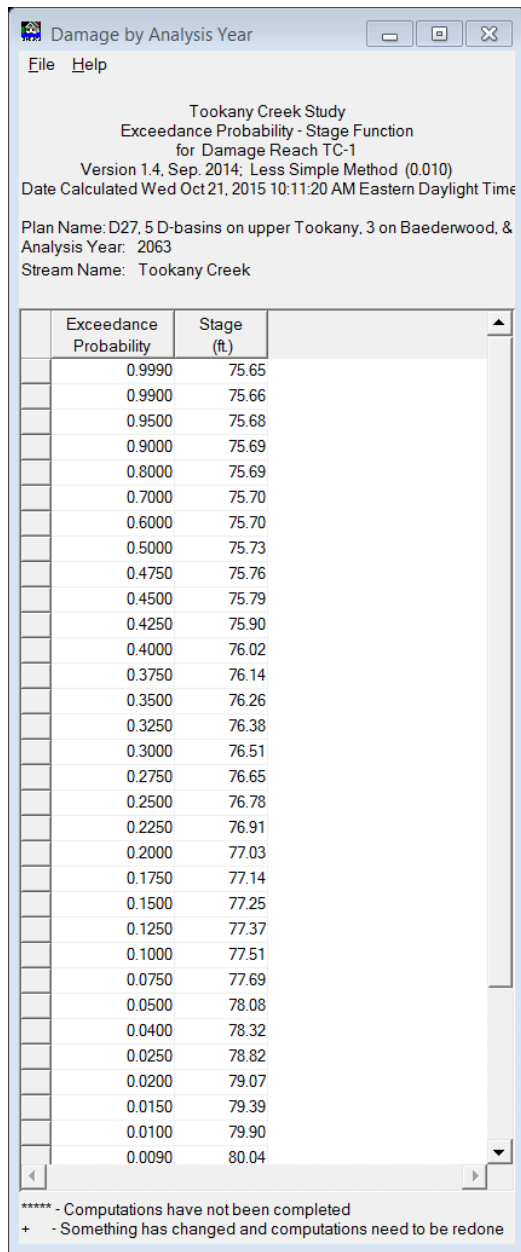 Damage by Analysis Year
File Help
Tookany Creek Study
Exceedance Probability - Stage Function
for Damage Reach TC-1
Version 1.4, Sep. 2014; Less Simple Method (0.010)
Date Calculated Wed Oct 21, 2015 10:11:20 AM Eastern Daylight Time
Plan Name: D27, 5 D-basins on upper Tookany, 3 on Baederwood, &
Analysis Year: 2063
Stream Name: Tookany Creek
Exceedance Stage
Probability (ft.)
0.9990 75.65
0.9900 75.66
0.9500 75.68
0.9000 75.69
0.8000 75.69
0.7000 75.70
0.6000 75.70
0.5000 75.73
0.4750 75.76
0.4500 75.79
0.4250 75.90
0.4000 76.02
0.3750 76.14
0.3500 76.26
0.3250 76.38
0.3000 76.51
0.2750 76.65
0.2500 76.78
0.2250 76.91
0.2000 77.03
0.1750 77.14
0.1500 77.25
0.1250 77.37
0.1000 77.51
0.0750 77.69
0.0500 78.08
0.0400 78.32
0.0250 78.82
0.0200 79.07
0.0150 79.39
0.0100 79.90
0.0090 80.04
***** - Computations have not been completed
+ - Something has changed and computations need to be redone